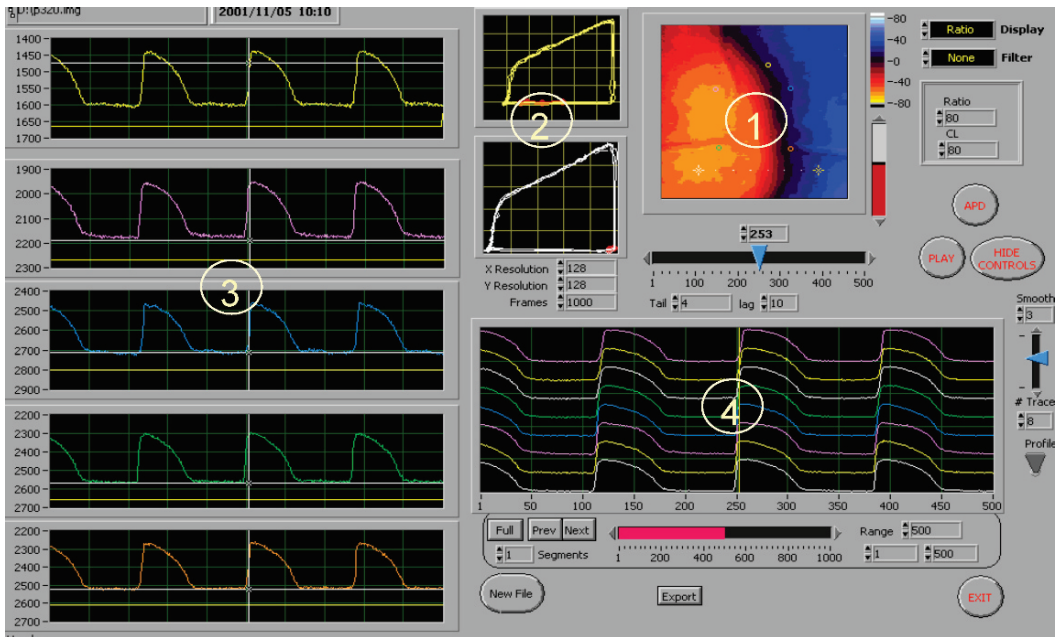 D:\p320.img
2001/11/05 10:10
1400
1450
1500
1550
1600
1650
1700
1900
2000
2100
2200
2300
3
2400
2500
2600
2700
2800
2900
2200
2300
2400
2500
2600
2700
2200
2300
2400
2500
2600
2700
2
X Resolution 128
Y Resolution 128
Frames 1000
1
-80
-40
-0
-40
-80
253
1 100 200 300 400 500
Tail 4 lag 10
Ratio Display
None Filter
Ratio
80
CL
80
APD
PLAY
HIDE
CONTROLS
4
1 50 100 150 200 250 300 350 400 450 500
Smooth
3
# Trace
8
Profile
Full Prev Next
1 Segments
1 200 400 600 800 1000
Range 500
1 500
New File
Export
EXIT